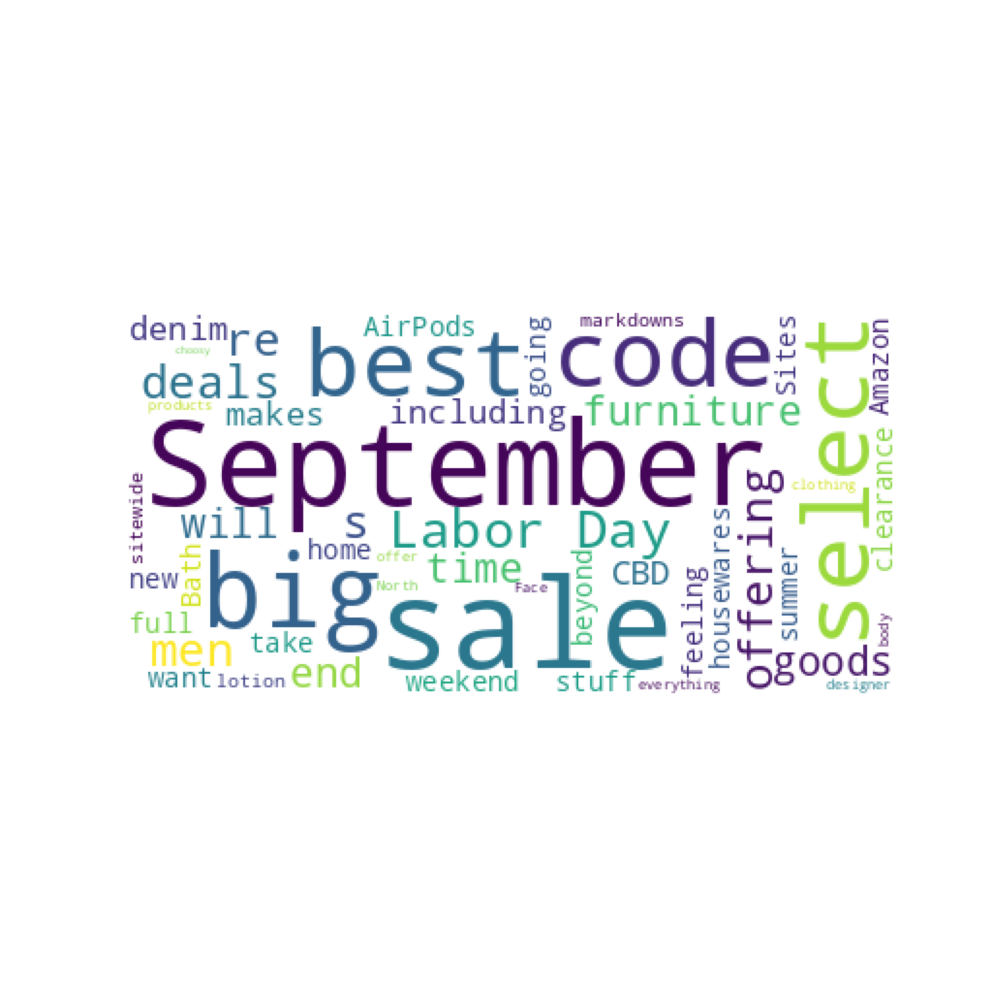 denim
re
AirPods
best
going
markdowns
code
Sites
select
Amazon
choosy
deals
products
makes
including
furniture
September
clearance
clothing
sitewide
will
s
Labor Day
housewares
offering
home
offer
time
beyond
CBD
summer
new
Bath
big
North
sale
Face
feeling
full
men
take
end
goods
body
want
lotion
weekend
stuff
everything
designer